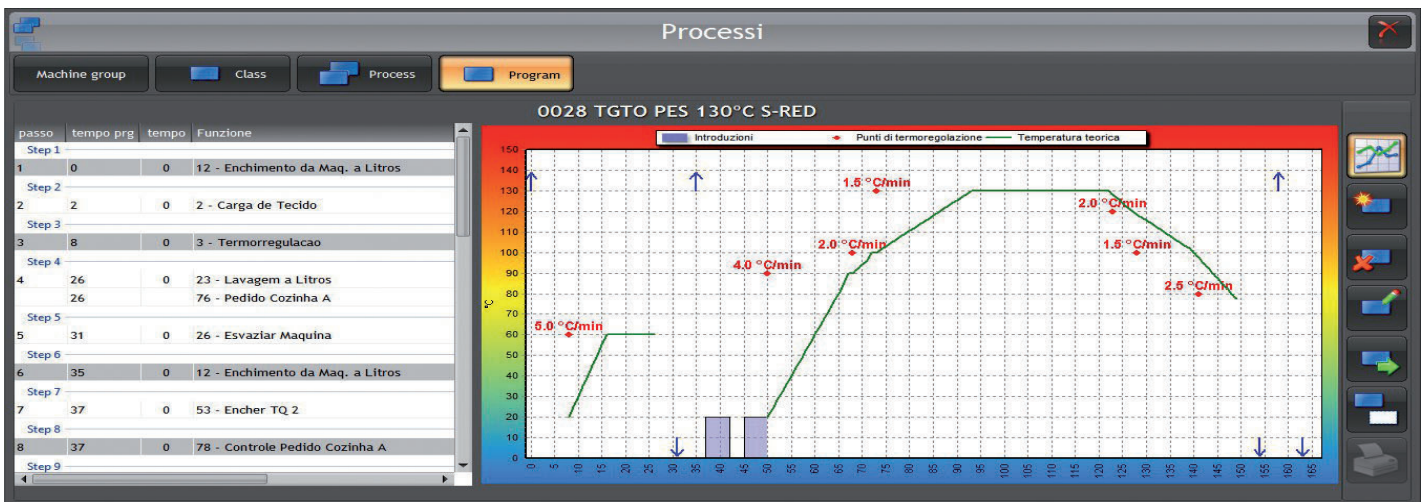 Processi
Machine group Class Process Program
0028 TGTO PES 130°C S-RED
passo tempo prg tempo Funzione
Step 1
1 0 0 12 - Enchimento da Maq. a Litros
Step 2
2 2 0 2 - Carga de Tecido
Step 3
3 8 0 3 - Termorregulacao
Step 4
4 26 0 23 - Lavagem a Litros
26 76 - Pedido Cozinha A
Step 5
5 31 0 26 - Esvaziar Maquina
Step 6
6 35 0 12 - Enchimento da Maq. a Litros
Step 7
7 37 0 53 - Encher TQ 2
Step 8
8 37 0 78 - Controle Pedido Cozinha A
Step 9
Introduzioni Punti di termoregolazione Temperatura teorica
150
140
130
120
110
100
90
80
70
60
50
40
30
20
10
0
°C
5.0 °C/min
4.0 °C/min
2.0 °C/min
1.5 °C/min
2.0 °C/min
1.5 °C/min
2.5 °C/min
0 5 10 15 20 25 30 35 40 45 50 55 60 65 70 75 80 85 90 95 100 105 110 115 120 125 130 135 140 145 150 155 160 165